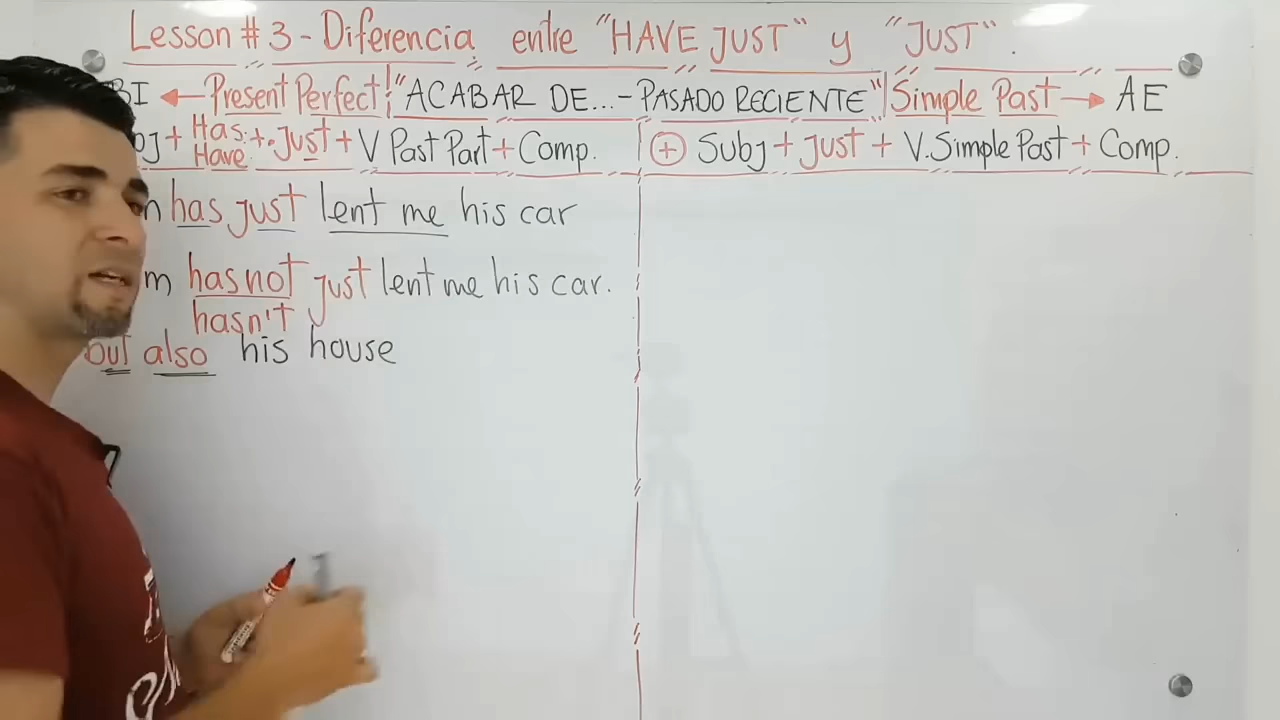 Lesson # 3 - Diferencia entre "HAVE JUST" y "JUST".
BI ← Present Perfect "ACABAR DE...- PASADO RECIENTE" Simple Past → AE
+ Has Have + Just + V Past Part + Comp.
+ Subj + Just + V. Simple Past + Comp.
has just lent me his car
has not just lent me his car.
hasn't
but also his house